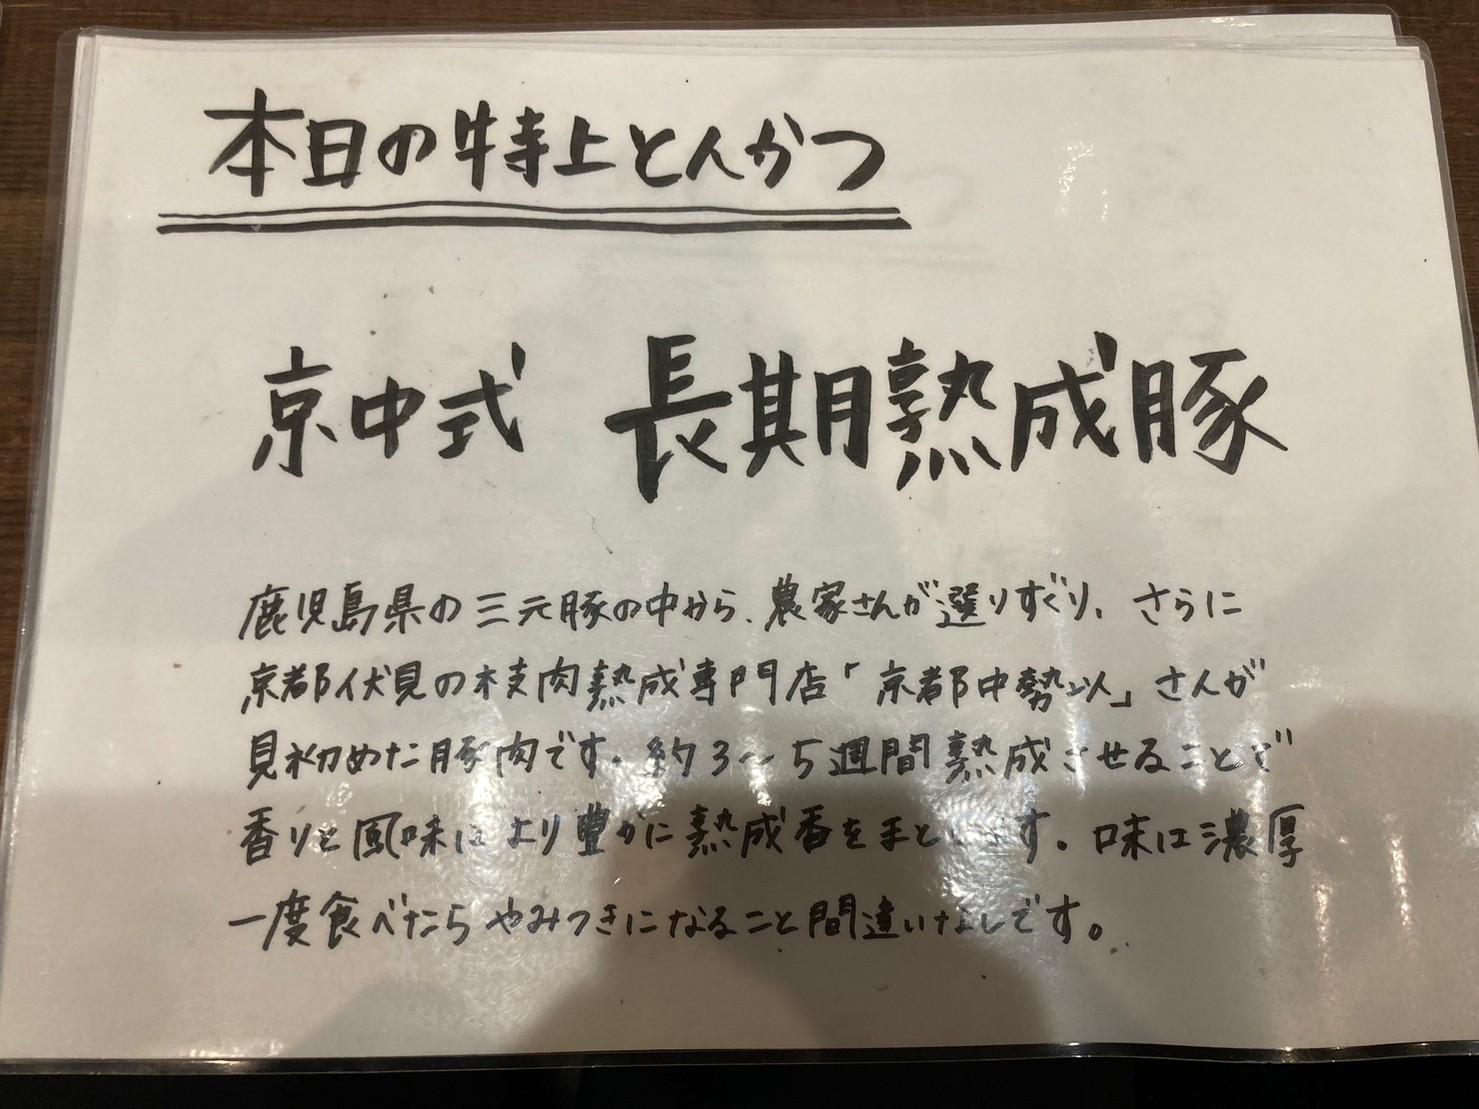 本日の特上とんかつ
京中式 長期熟成豚
鹿児島県の三元豚の中から、農家さんが選りすぐり、さらに
京都伏見の枝肉熟成専門店「京都中勢以」さんが
見初めた豚肉です。約3〜5週間熟成させることで
香りと風味はより豊かに熟成香をまといます。味は濃厚
一度食べたらやみつきになること間違いなしです。